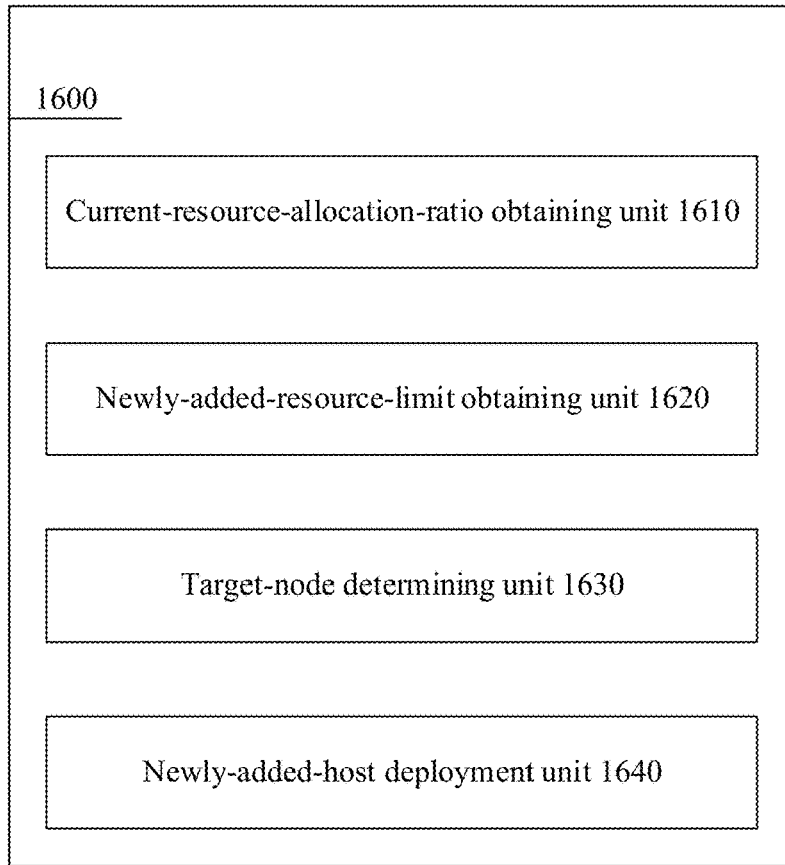 1600
Current-resource-allocation-ratio obtaining unit 1610
Newly-added-resource-limit obtaining unit 1620
Target-node determining unit 1630
Newly-added-host deployment unit 1640